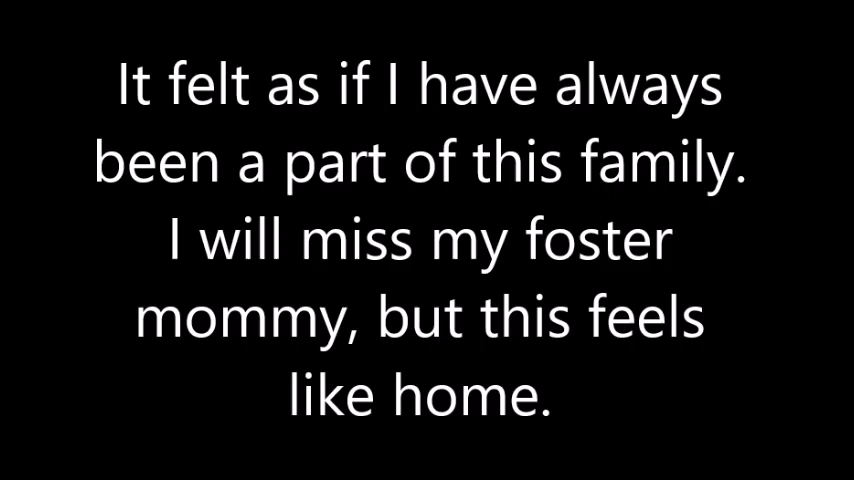 It felt as if I have always
been a part of this family.
I will miss my foster
mommy, but this feels
like home.